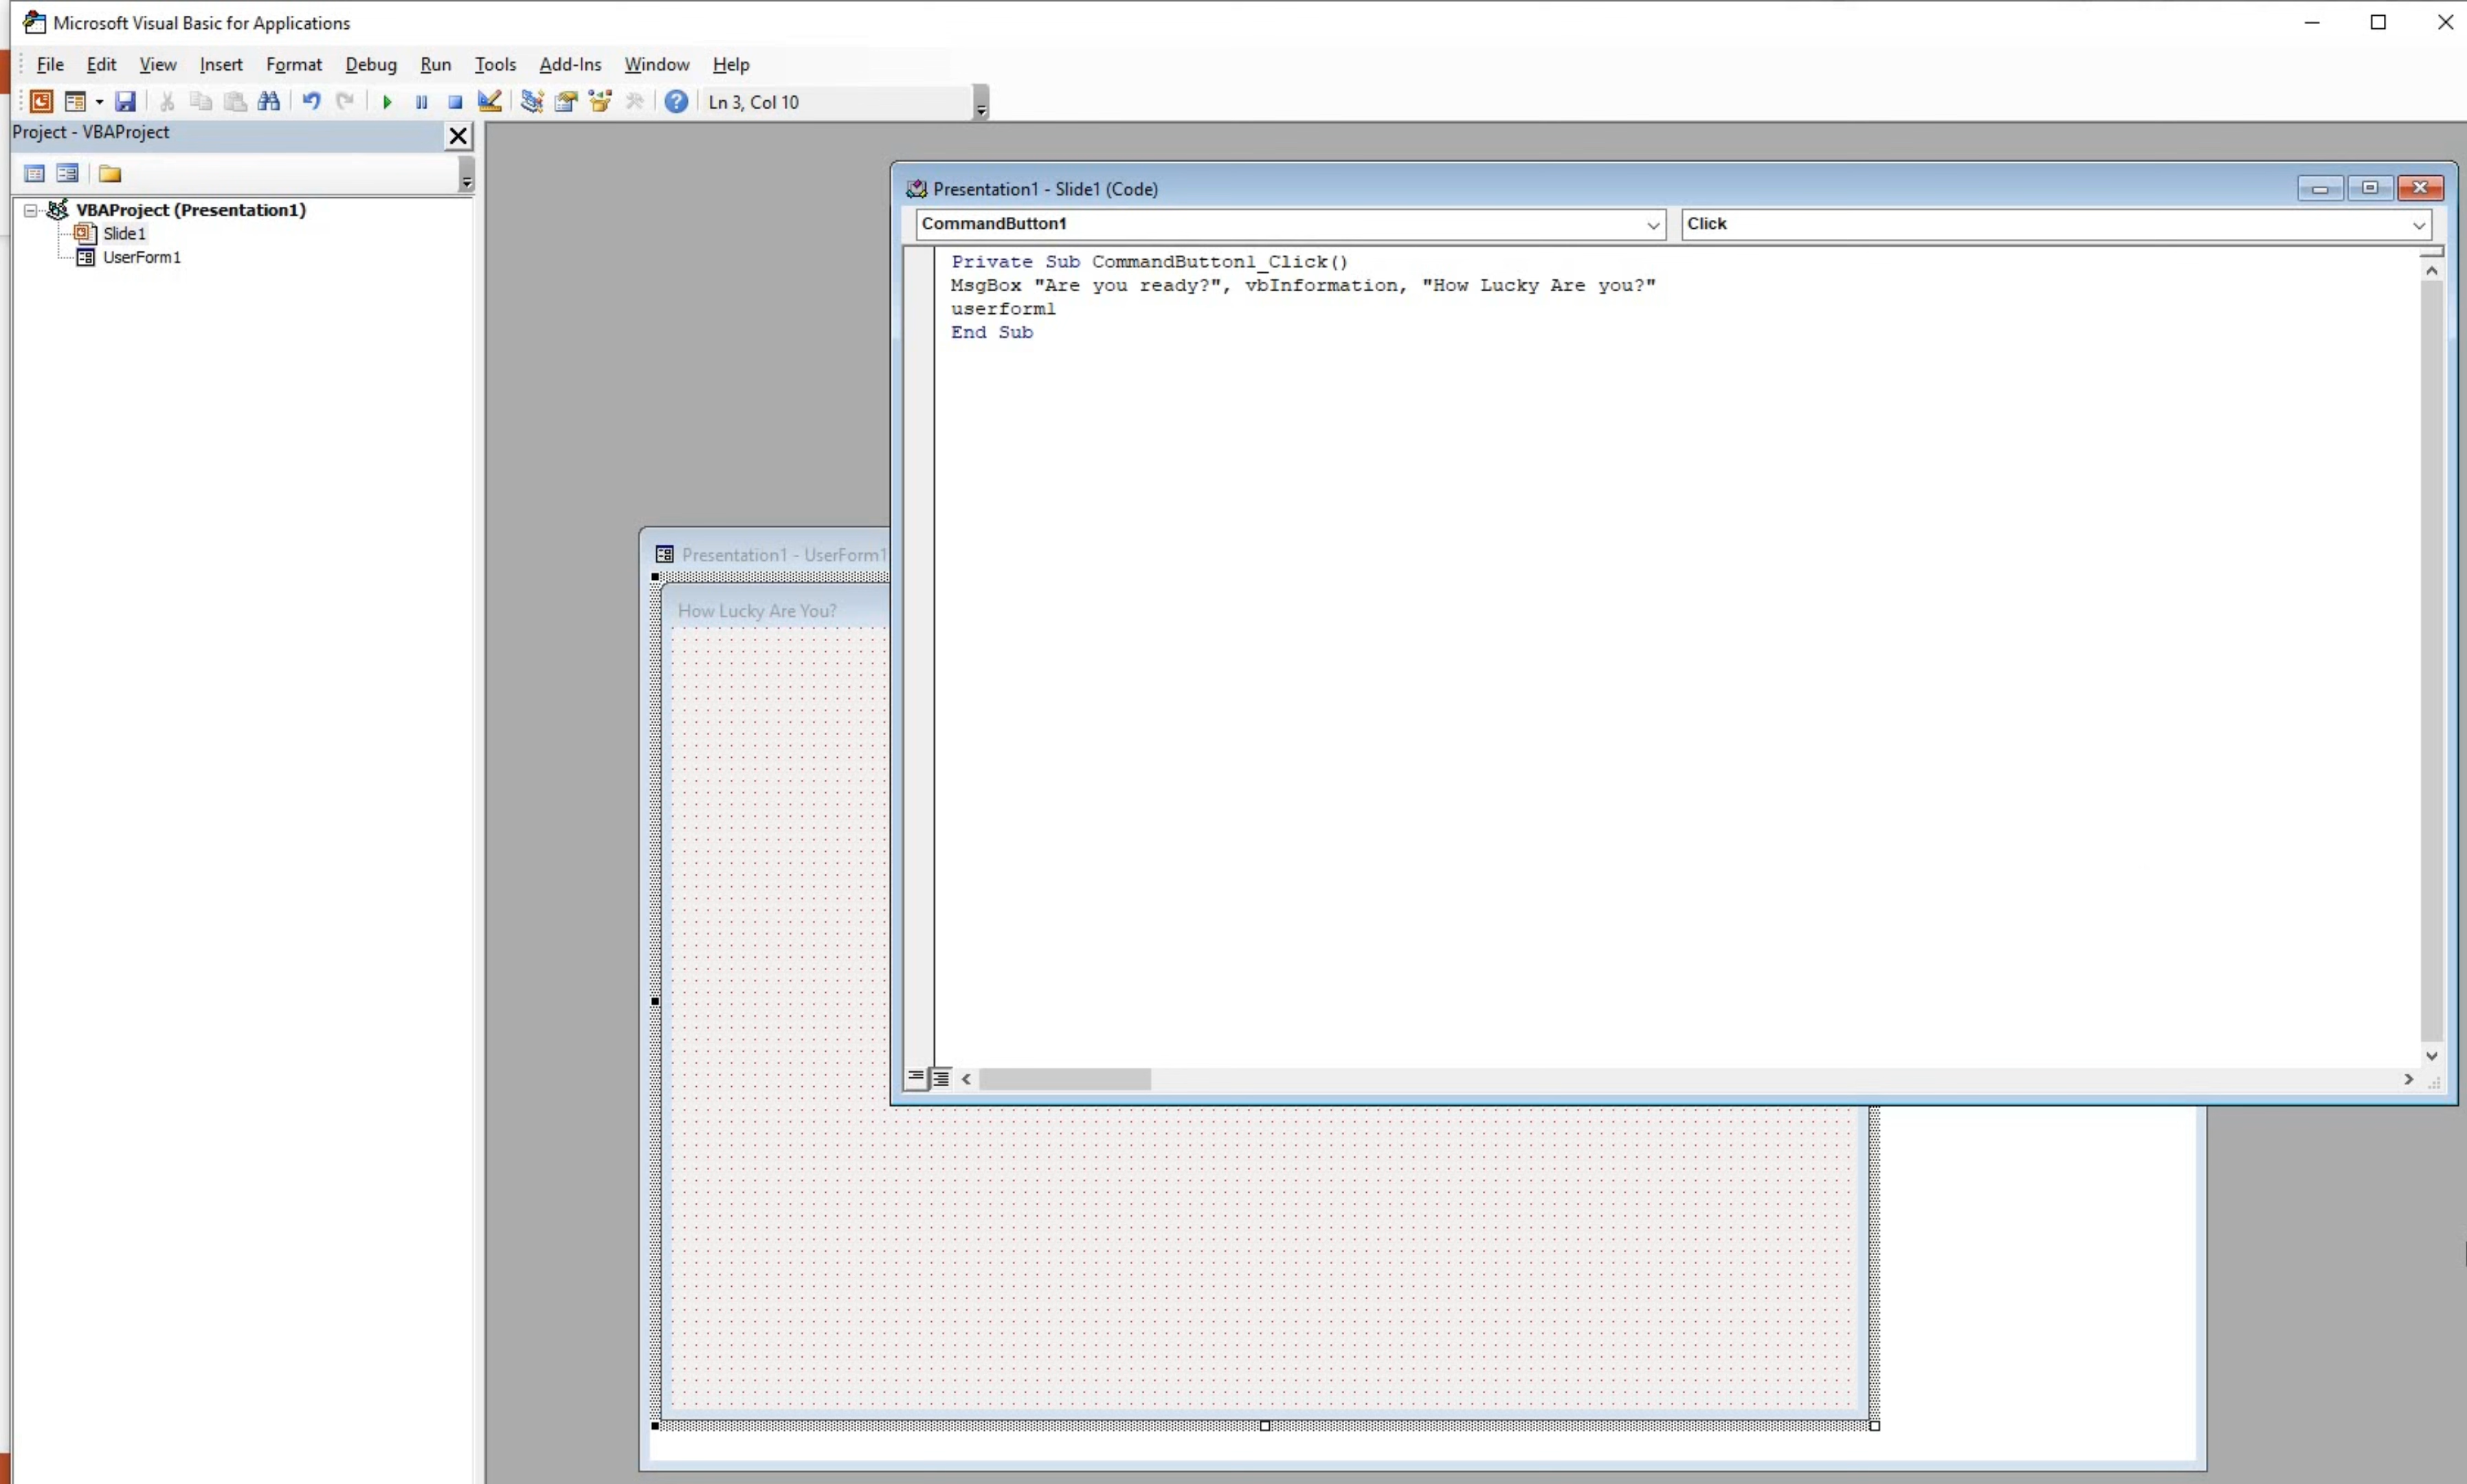 Microsoft Visual Basic for Applications
File Edit View Insert Format Debug Run Tools Add-Ins Window Help
Ln 3, Col 10
Project - VBAProject
VBAProject (Presentation1)
Slide1
UserForm1
Presentation1 - Slide1 (Code)
CommandButton1 Click
Private Sub CommandButton1_Click()
MsgBox "Are you ready?", vbInformation, "How Lucky Are you?"
userform1
End Sub
Presentation1 - UserForm1
How Lucky Are You?